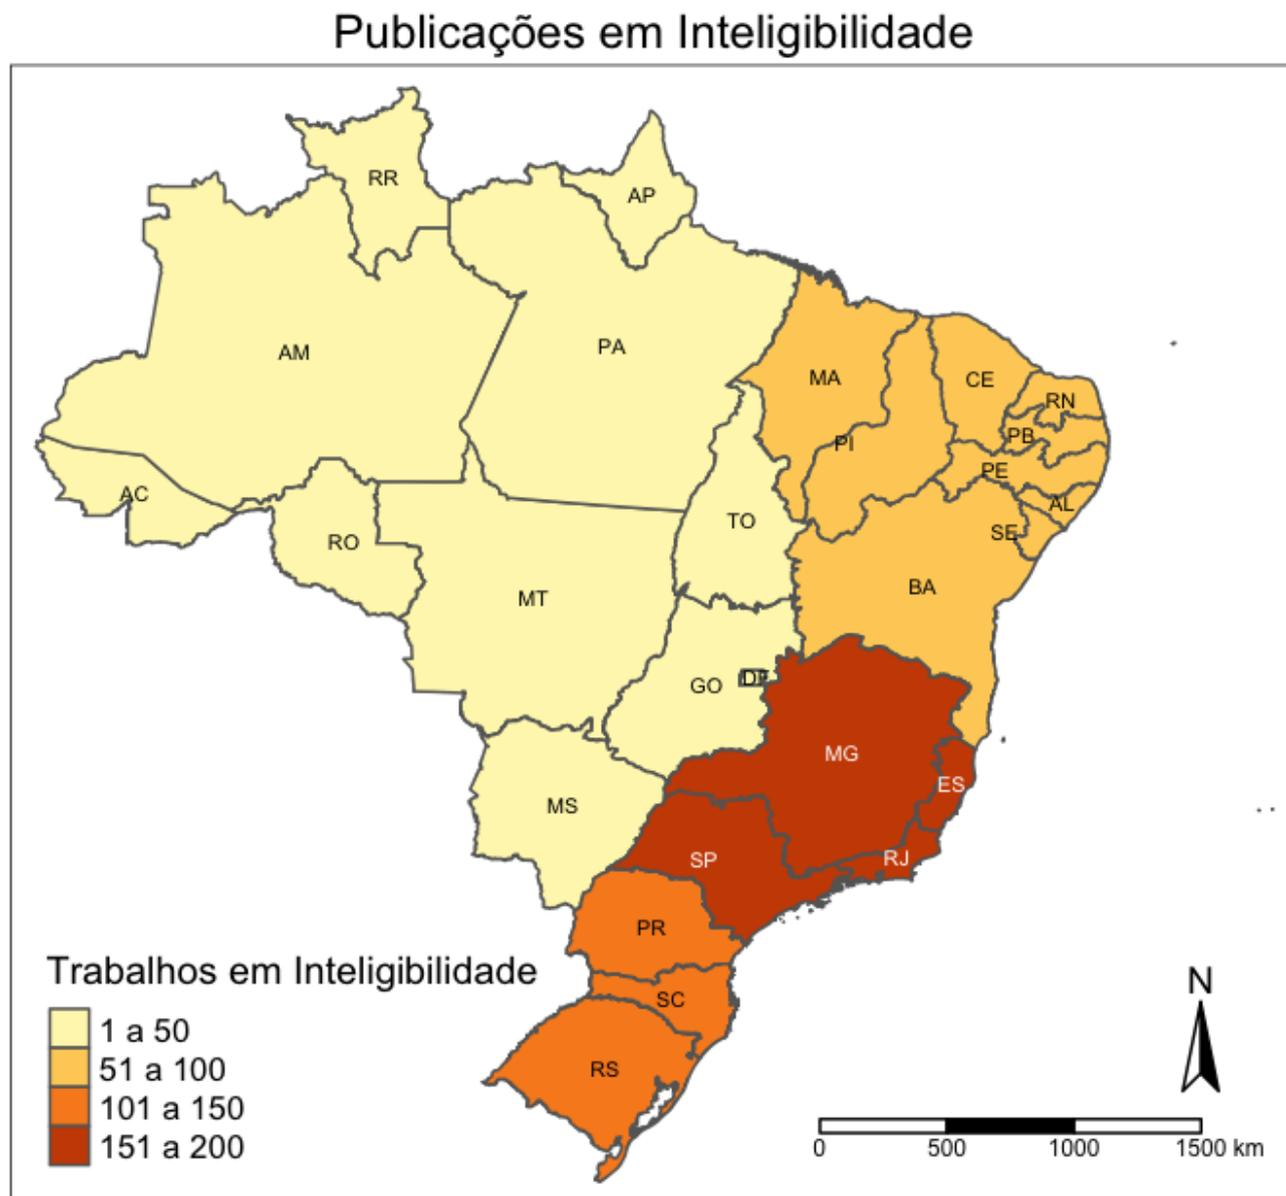 Publicações em Inteligibilidade
RR
AP
AM
PA
MA
CE
RN
PI
PB
PE
AC
AL
TO
SE
RO
BA
MT
GO
DF
MG
ES
MS
SP
RJ
PR
SC
RS
Trabalhos em Inteligibilidade
1 a 50
51 a 100
101 a 150
151 a 200
N
0 500 1000 1500 km